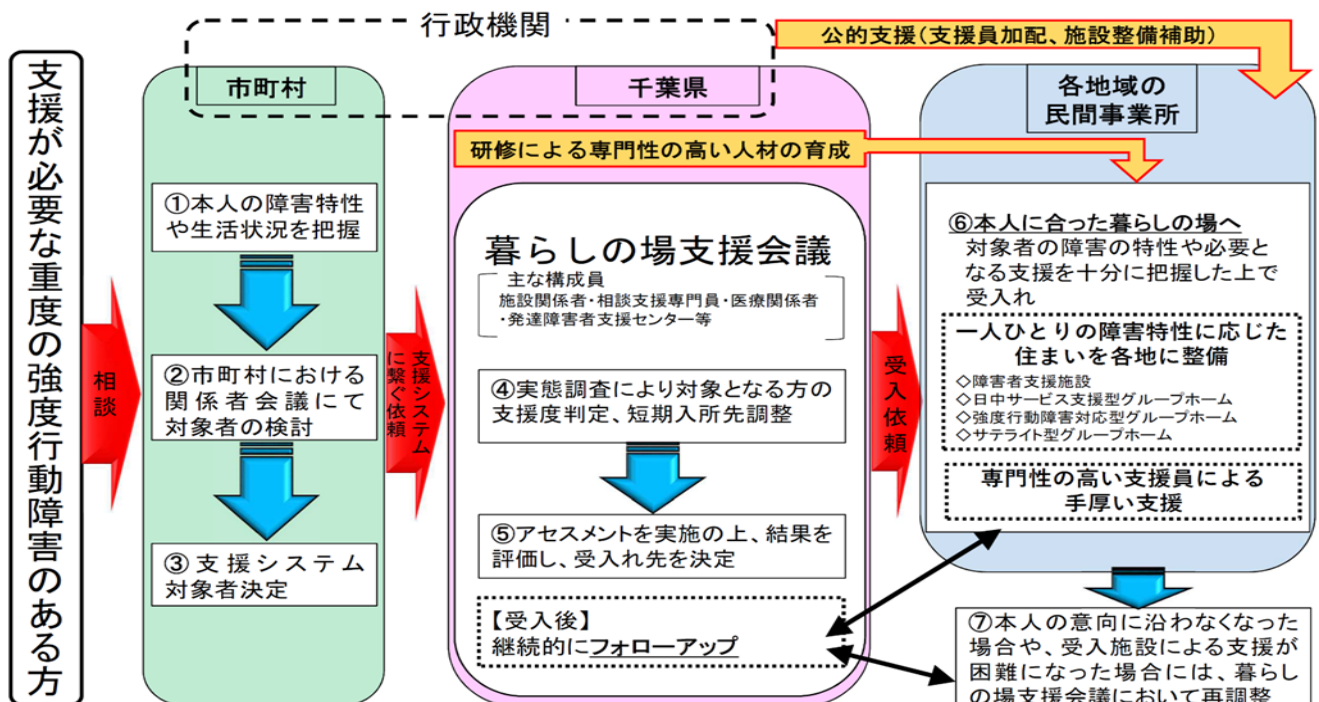 行政機関
公的支援（支援員加配、施設整備補助）
支援が必要な重度の強度行動障害のある方
相談
市町村
①本人の障害特性
や生活状況を把握
②市町村における
関係者会議にて
対象者の検討
③支援システム
対象者決定
支援システム
に繋ぐ依頼
千葉県
研修による専門性の高い人材の育成
暮らしの場支援会議
主な構成員
施設関係者・相談支援専門員・医療関係者
・発達障害者支援センター等
④実態調査により対象となる方の
支援度判定、短期入所先調整
⑤アセスメントを実施の上、結果を
評価し、受入れ先を決定
【受入後】
継続的にフォローアップ
受入依頼
各地域の
民間事業所
⑥本人に合った暮らしの場へ
対象者の障害の特性や必要と
なる支援を十分に把握した上で
受入れ
一人ひとりの障害特性に応じた
住まいを各地に整備
◇障害者支援施設
◇日中サービス支援型グループホーム
◇強度行動障害対応型グループホーム
◇サテライト型グループホーム
専門性の高い支援員による
手厚い支援
⑦本人の意向に沿わなくなった
場合や、受入施設による支援が
困難になった場合には、暮らし
の場支援会議において再調整